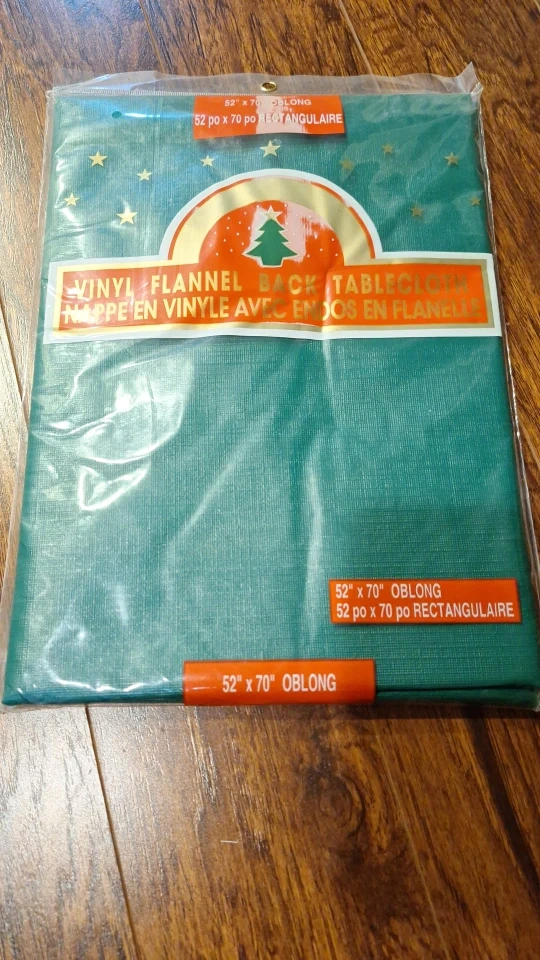 52" x 70" OBLONG
52 po x 70 po RECTANGULAIRE
VINYL FLANNEL BACK TABLECLOTH
NAPPE EN VINYLE AVEC ENDOS EN FLANELLE
52" x 70" OBLONG
52 po x 70 po RECTANGULAIRE
52" x 70" OBLONG